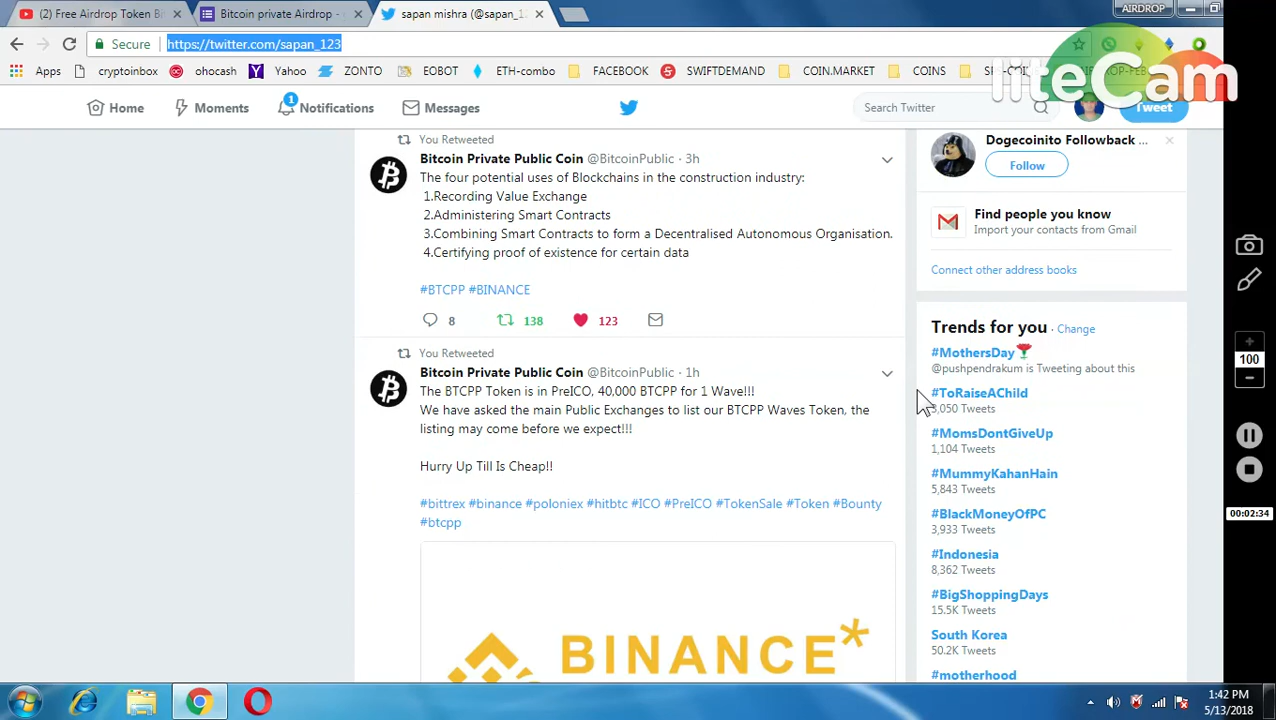 (2) Free Airdrop Token B
Bitcoin private Airdrop -
sapan mishra (@sapan_1
AIRDROP
Secure
https://twitter.com/sapan_123
Apps
cryptoinbox
ohocash
Yahoo
ZONTO
P-OBOT
ETH-combo
FACEBOOK
SWIFTDEMAND
COIN.MARKET
COINS
liteCam
Home
Moments
1
Notifications
Messages
Search Twitter
Tweet
You Retweeted
Bitcoin Private Public Coin @BitcoinPublic · 3h
The four potential uses of Blockchains in the construction industry:
1.Recording Value Exchange
2.Administering Smart Contracts
3.Combining Smart Contracts to form a Decentralised Autonomous Organisation.
4.Certifying proof of existence for certain data
#BTCPP #BINANCE
8 138 123
You Retweeted
Bitcoin Private Public Coin @BitcoinPublic · 1h
The BTCPP Token is in PreICO, 40,000 BTCPP for 1 Wave!!!
We have asked the main Public Exchanges to list our BTCPP Waves Token, the
listing may come before we expect!!!
Hurry Up Till Is Cheap!!
#bittrex #binance #poloniex #hitbtc #ICO #PreICO #TokenSale #Token #Bounty
#btcpp
BINANCE*
Dogecoinito Followback ...
Follow
Find people you know
Import your contacts from Gmail
Connect other address books
Trends for you · Change
#MothersDay
@pushpendrakum is Tweeting about this
#ToRaiseAChild
3,050 Tweets
#MomsDontGiveUp
1,104 Tweets
#MummyKahanHain
5,843 Tweets
#BlackMoneyOfPC
3,933 Tweets
#Indonesia
8,362 Tweets
#BigShoppingDays
15.5K Tweets
South Korea
50.2K Tweets
#motherhood
100
00:02:34
1:42 PM
5/13/2018